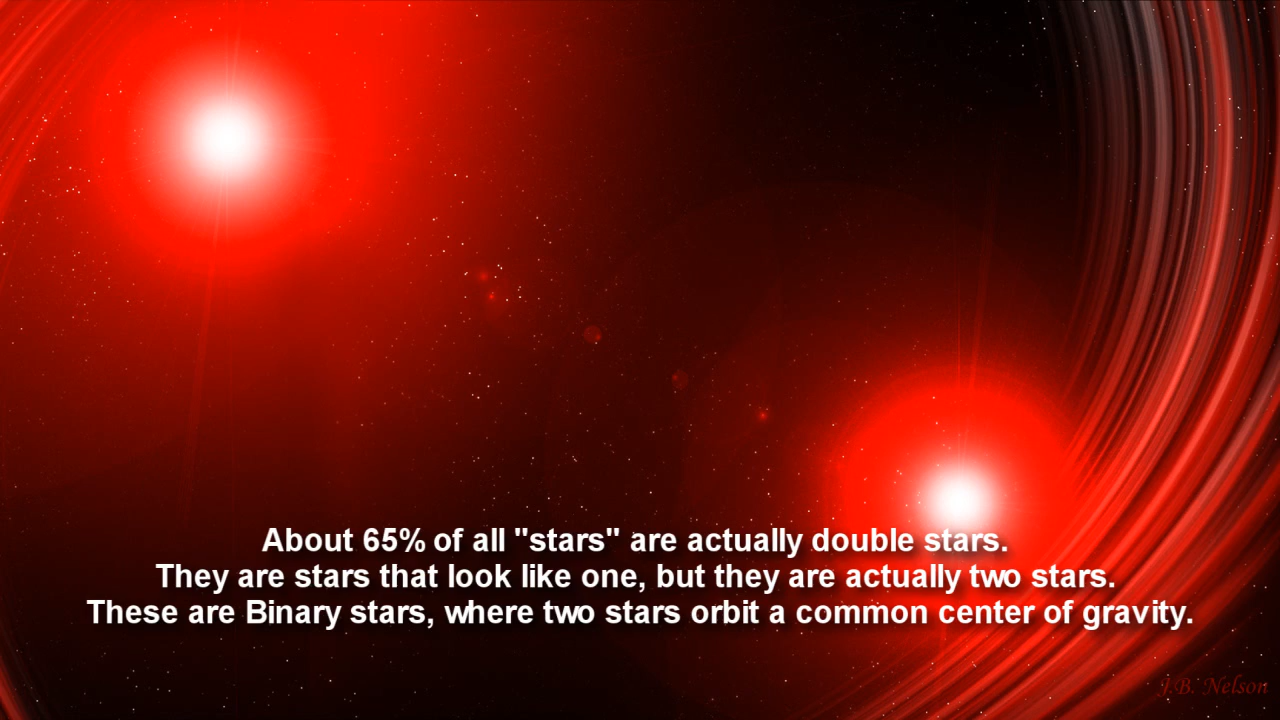 About 65% of all "stars" are actually double stars.
They are stars that look like one, but they are actually two stars.
These are Binary stars, where two stars orbit a common center of gravity.
J.B. Nelson